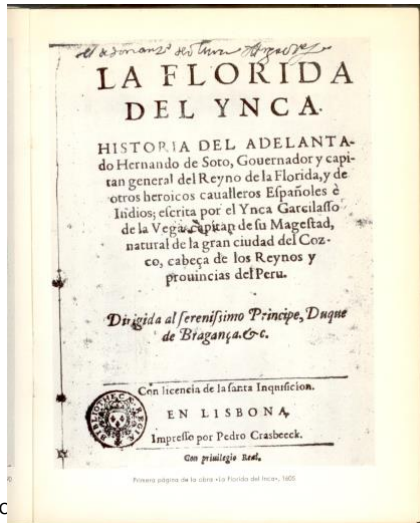 LA FLORIDA
DEL YNCA.
HISTORIA DEL ADELANTA-
do Hernando de Soto, Gouernador y capi-
tan general del Reyno de la Florida, y de
otros heroicos caualleros Españoles è
Indios; eſcrita por el Ynca Garcilaſſo
de la Vega, capitan de ſu Mageſtad,
natural de la gran ciudad del Coz-
co, cabeça de los Reynos y
prouincias del Peru.
Dirigida al ſereniſsimo Principe, Duque
de Bragança. &c.
Con licencia de la ſanta Inquiſicion.
EN LISBONA.
Impreſſo por Pedro Crasbeeck.
Con priuilegio Real.
Primera página de la obra «La Florida del Inca», 1605